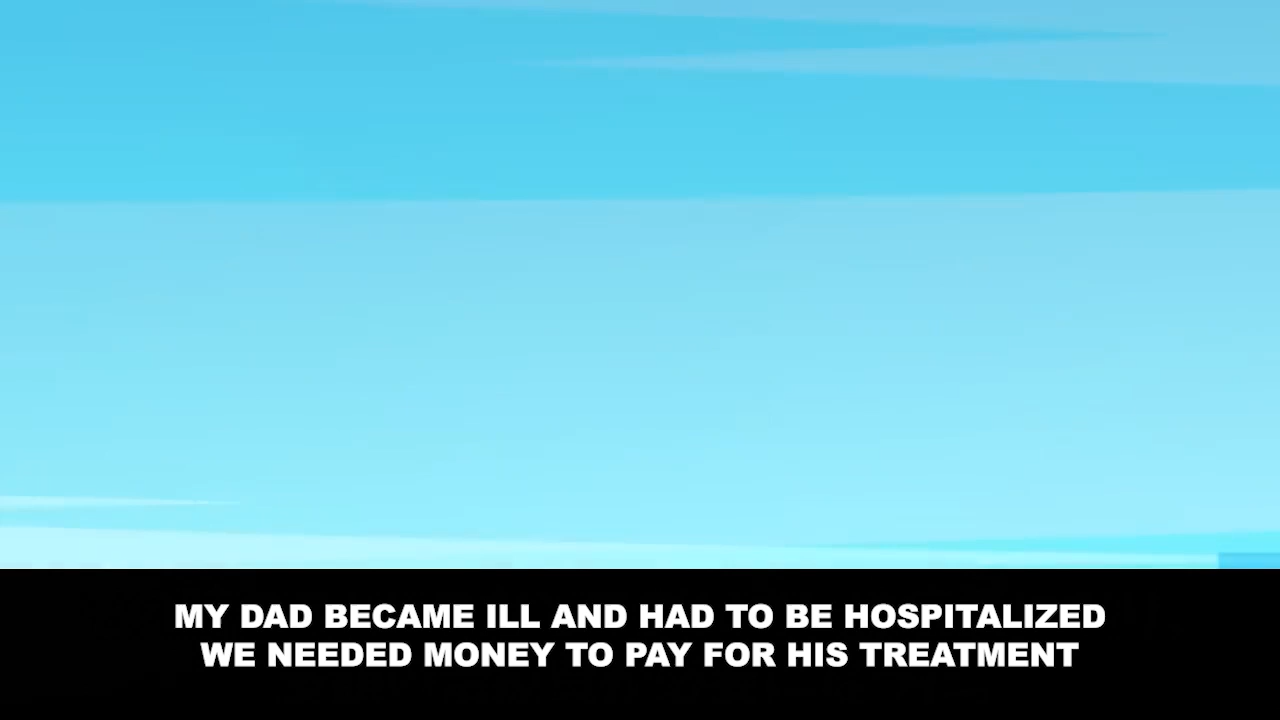 MY DAD BECAME ILL AND HAD TO BE HOSPITALIZED
WE NEEDED MONEY TO PAY FOR HIS TREATMENT